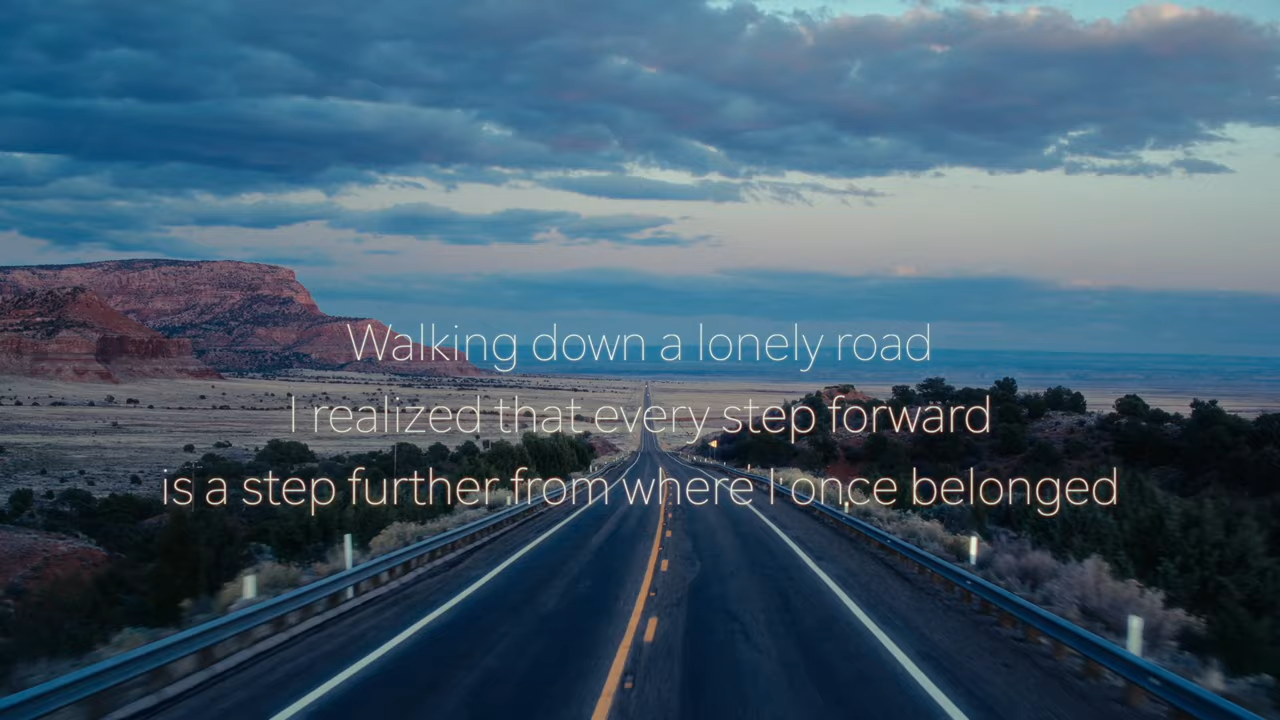 Walking down a lonely road
I realized that every step forward
is a step further from where I once belonged